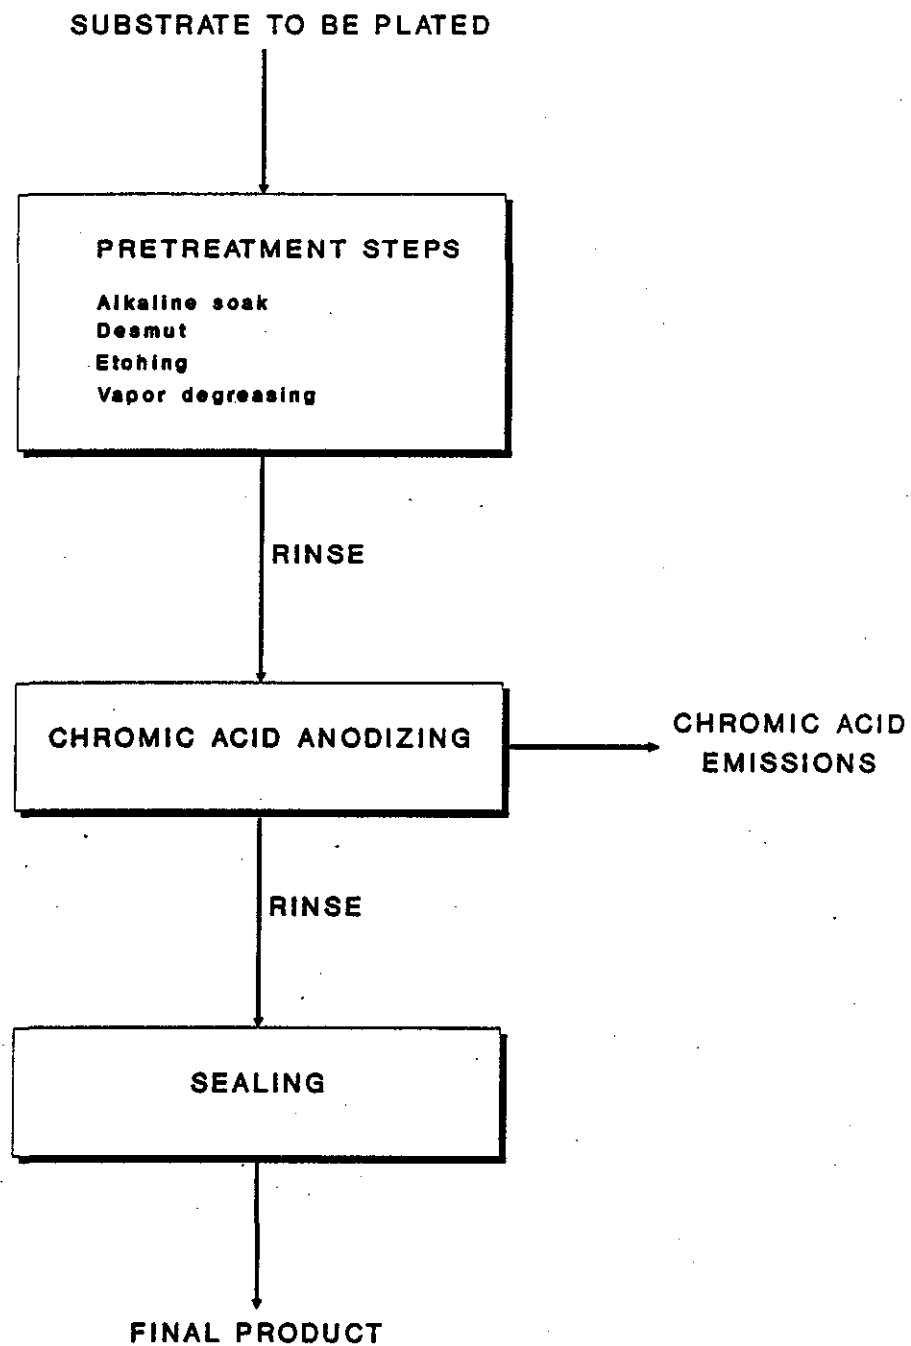 SUBSTRATE TO BE PLATED
PRETREATMENT STEPS
Alkaline soak
Desmut
Etching
Vapor degreasing
RINSE
CHROMIC ACID ANODIZING
CHROMIC ACID
EMISSIONS
RINSE
SEALING
FINAL PRODUCT